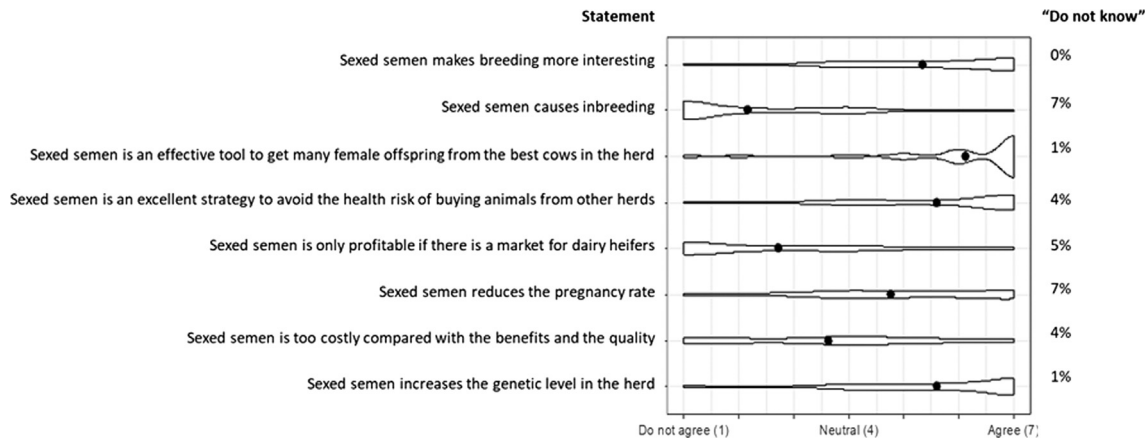 Statement “Do not know”
Sexed semen makes breeding more interesting 0%
Sexed semen causes inbreeding 7%
Sexed semen is an effective tool to get many female offspring from the best cows in the herd 1%
Sexed semen is an excellent strategy to avoid the health risk of buying animals from other herds 4%
Sexed semen is only profitable if there is a market for dairy heifers 5%
Sexed semen reduces the pregnancy rate 7%
Sexed semen is too costly compared with the benefits and the quality 4%
Sexed semen increases the genetic level in the herd 1%
Do not agree (1) Neutral (4) Agree (7)